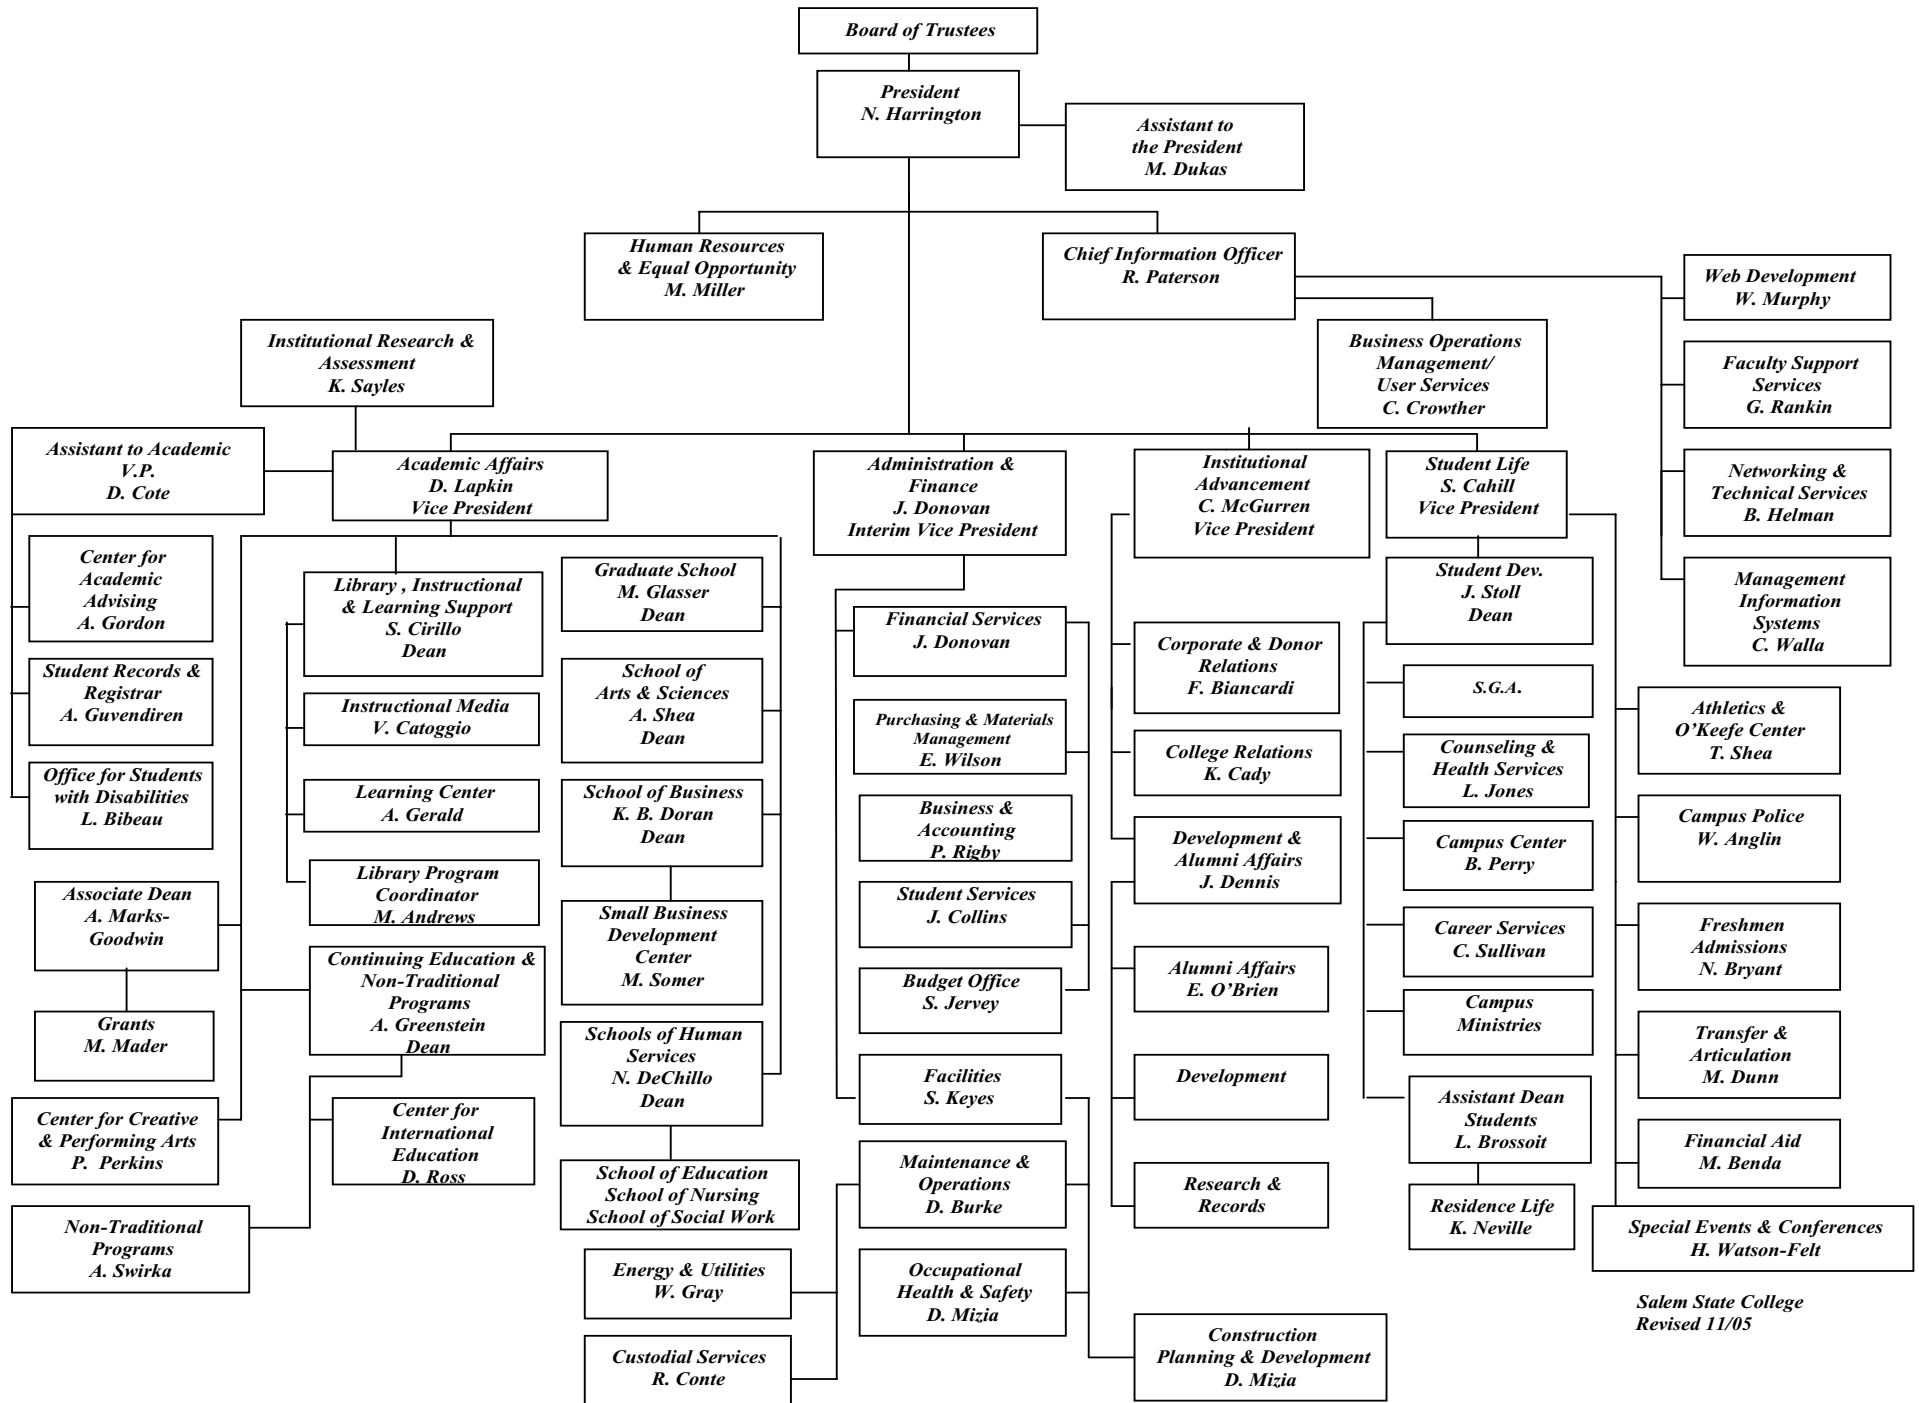 Board of Trustees
President
N. Harrington
Assistant to
the President
M. Dukas
Human Resources
& Equal Opportunity
M. Miller
Chief Information Officer
R. Paterson
Web Development
W. Murphy
Business Operations
Management/
User Services
C. Crowther
Faculty Support
Services
G. Rankin
Networking &
Technical Services
B. Helman
Management
Information
Systems
C. Walla
Institutional Research &
Assessment
K. Sayles
Assistant to Academic
V.P.
D. Cote
Academic Affairs
D. Lapkin
Vice President
Administration &
Finance
J. Donovan
Interim Vice President
Institutional
Advancement
C. McGurren
Vice President
Student Life
S. Cahill
Vice President
Center for
Academic
Advising
A. Gordon
Student Records &
Registrar
A. Guvendiren
Office for Students
with Disabilities
L. Bibeau
Associate Dean
A. Marks-
Goodwin
Grants
M. Mader
Center for Creative
& Performing Arts
P. Perkins
Non-Traditional
Programs
A. Swirka
Library , Instructional
& Learning Support
S. Cirillo
Dean
Instructional Media
V. Catoggio
Learning Center
A. Gerald
Library Program
Coordinator
M. Andrews
Continuing Education &
Non-Traditional
Programs
A. Greenstein
Dean
Center for
International
Education
D. Ross
Graduate School
M. Glasser
Dean
School of
Arts & Sciences
A. Shea
Dean
School of Business
K. B. Doran
Dean
Small Business
Development
Center
M. Somer
Schools of Human
Services
N. DeChillo
Dean
School of Education
School of Nursing
School of Social Work
Energy & Utilities
W. Gray
Custodial Services
R. Conte
Financial Services
J. Donovan
Purchasing & Materials
Management
E. Wilson
Business &
Accounting
P. Rigby
Student Services
J. Collins
Budget Office
S. Jervey
Facilities
S. Keyes
Maintenance &
Operations
D. Burke
Occupational
Health & Safety
D. Mizia
Construction
Planning & Development
D. Mizia
Corporate & Donor
Relations
F. Biancardi
College Relations
K. Cady
Development &
Alumni Affairs
J. Dennis
Alumni Affairs
E. O'Brien
Development
Research &
Records
Student Dev.
J. Stoll
Dean
S.G.A.
Counseling &
Health Services
L. Jones
Campus Center
B. Perry
Career Services
C. Sullivan
Campus
Ministries
Assistant Dean
Students
L. Brossoit
Residence Life
K. Neville
Athletics &
O'Keefe Center
T. Shea
Campus Police
W. Anglin
Freshmen
Admissions
N. Bryant
Transfer &
Articulation
M. Dunn
Financial Aid
M. Benda
Special Events & Conferences
H. Watson-Felt
Salem State College
Revised 11/05